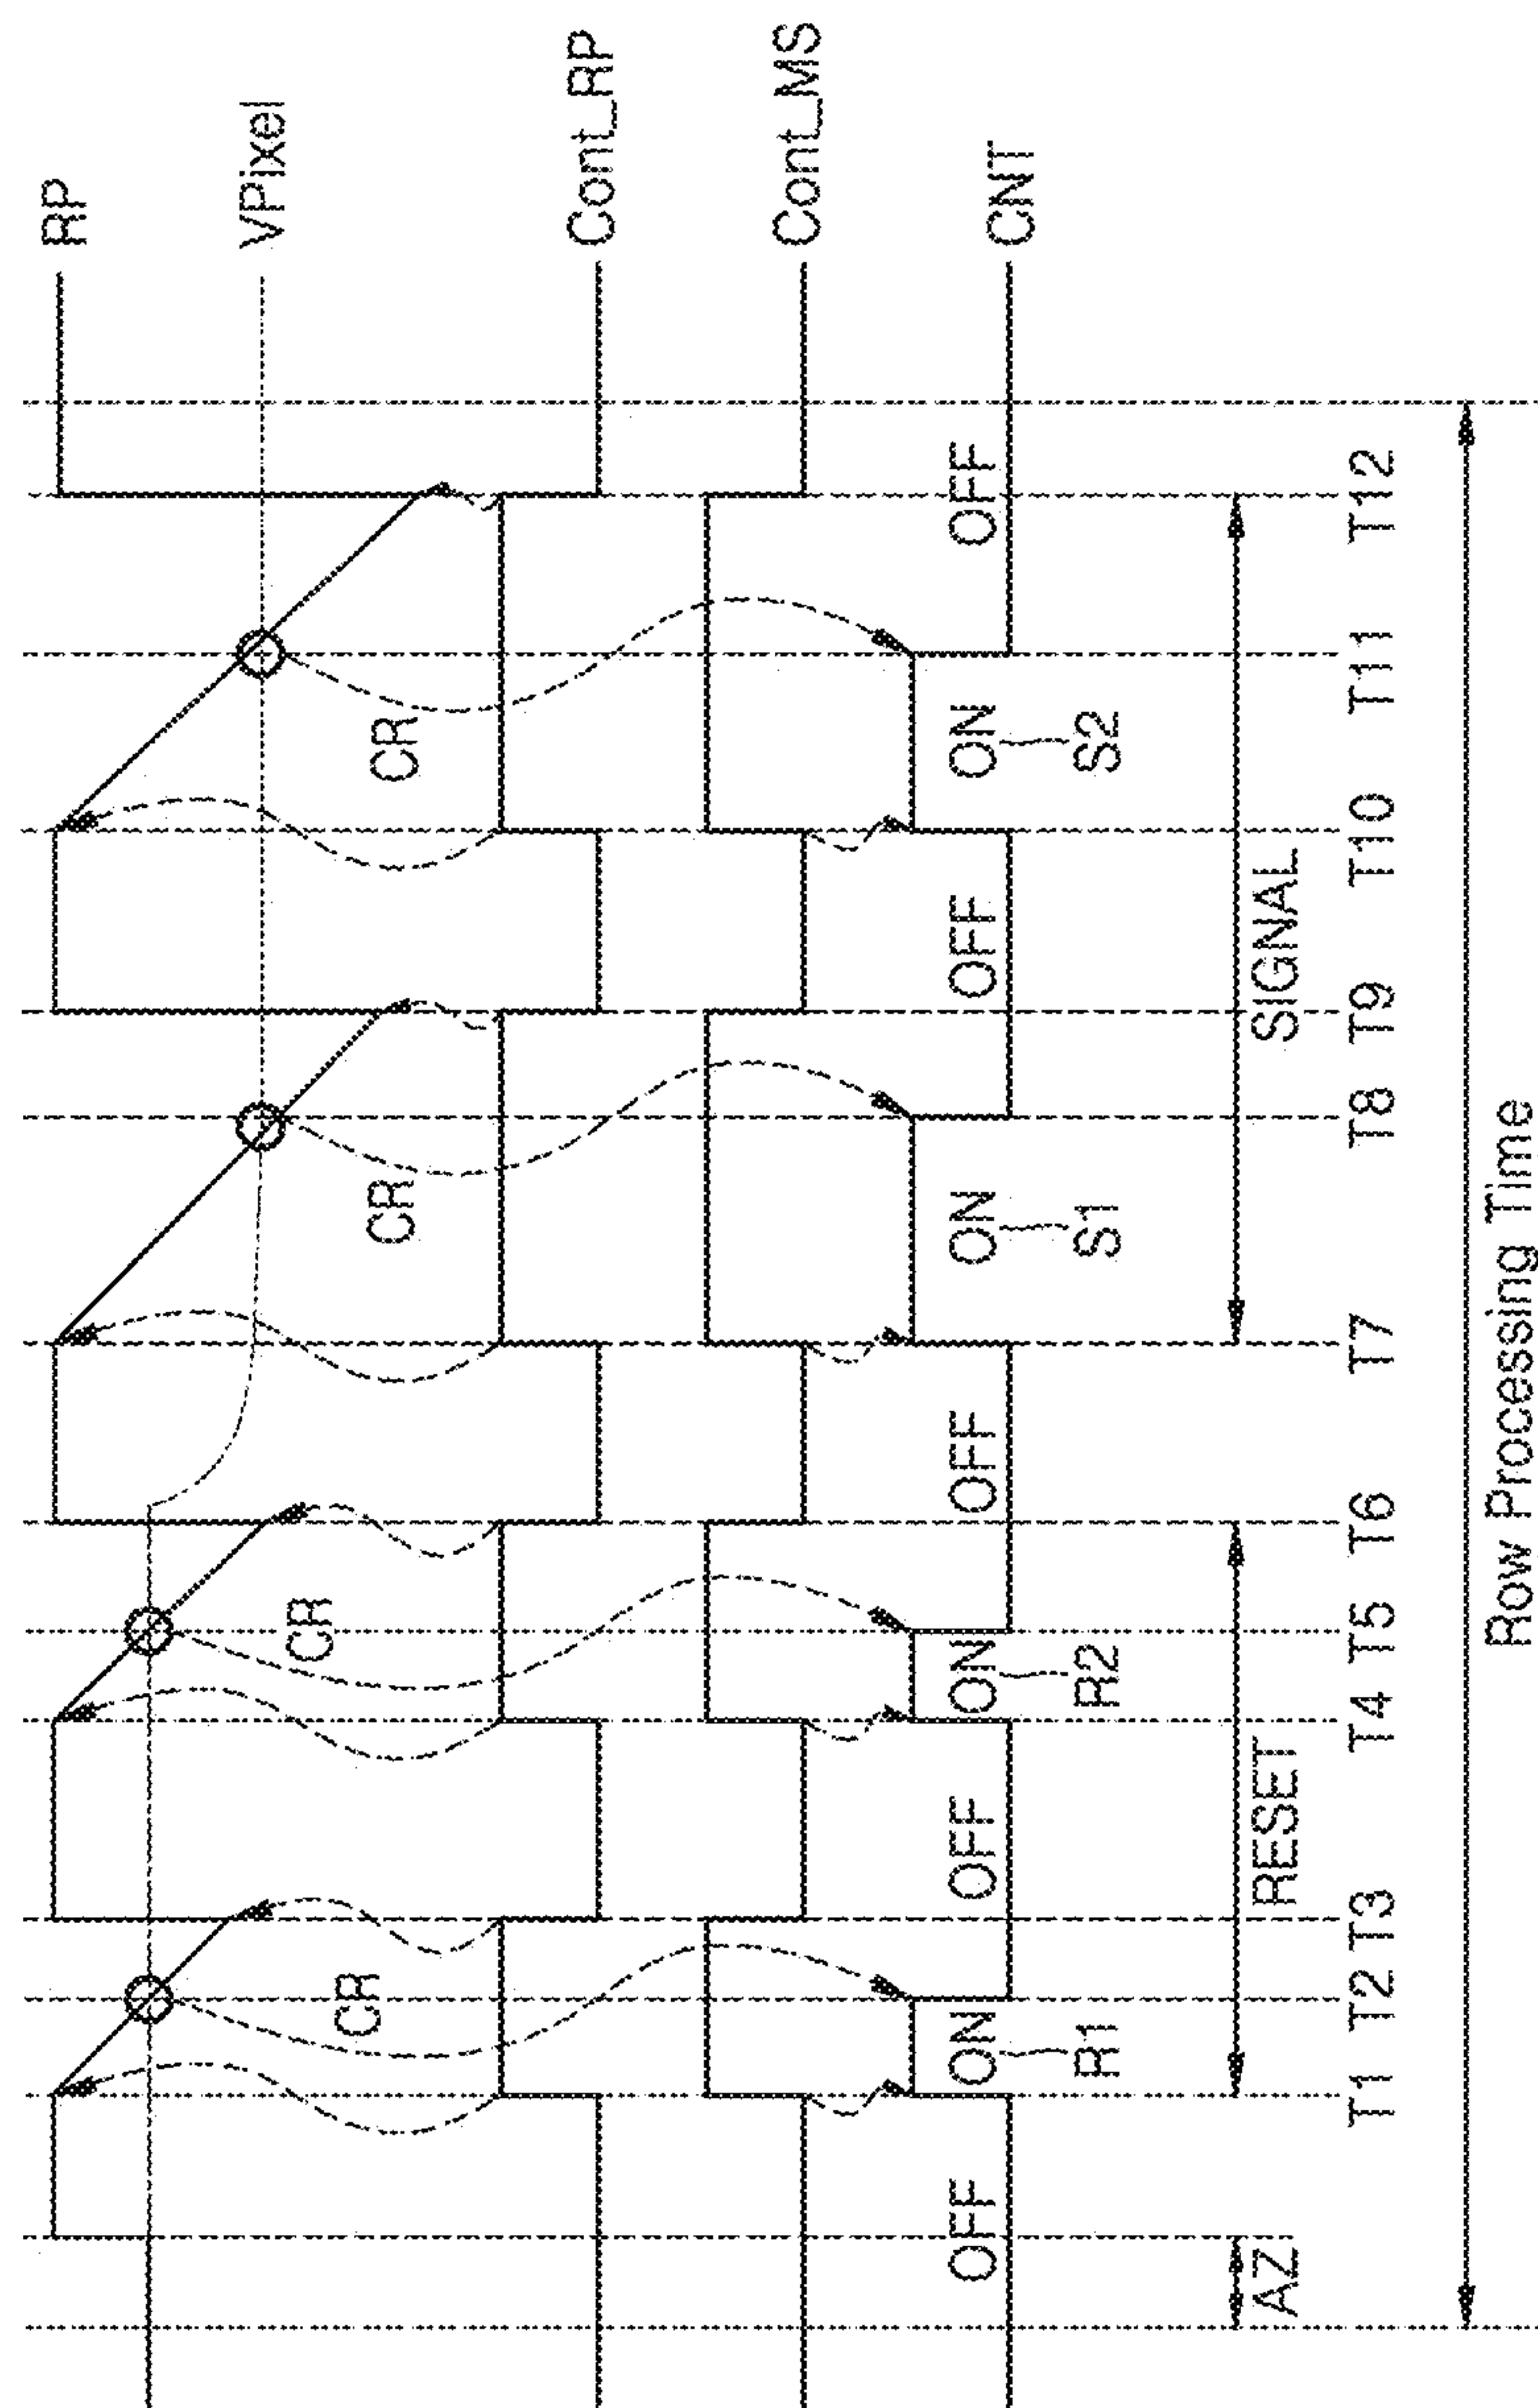 RP
VPixel
CR CR CR CR
Cont_RP
Cont_MS
CNT
OFF ON OFF ON OFF ON OFF ON OFF
R1 R2 S1 S2
AZ RESET SIGNAL
T1 T2 T3 T4 T5 T6 T7 T8 T9 T10 T11 T12
Row Processing Time